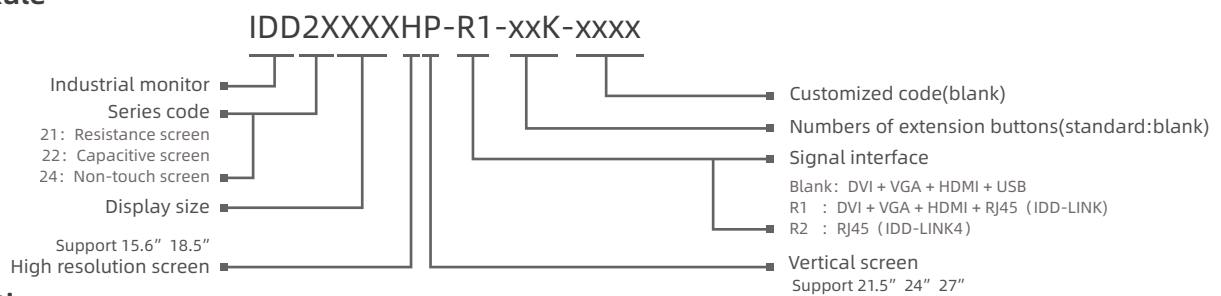 IDD2XXXXHP-R1-xxK-xxxx
Industrial monitor
Series code
21: Resistance screen
22: Capacitive screen
24: Non-touch screen
Display size
Support 15.6” 18.5”
High resolution screen
Customized code(blank)
Numbers of extension buttons(standard:blank)
Signal interface
Blank: DVI + VGA + HDMI + USB
R1 : DVI + VGA + HDMI + RJ45 (IDD-LINK)
R2 : RJ45 (IDD-LINK4)
Vertical screen
Support 21.5” 24” 27”